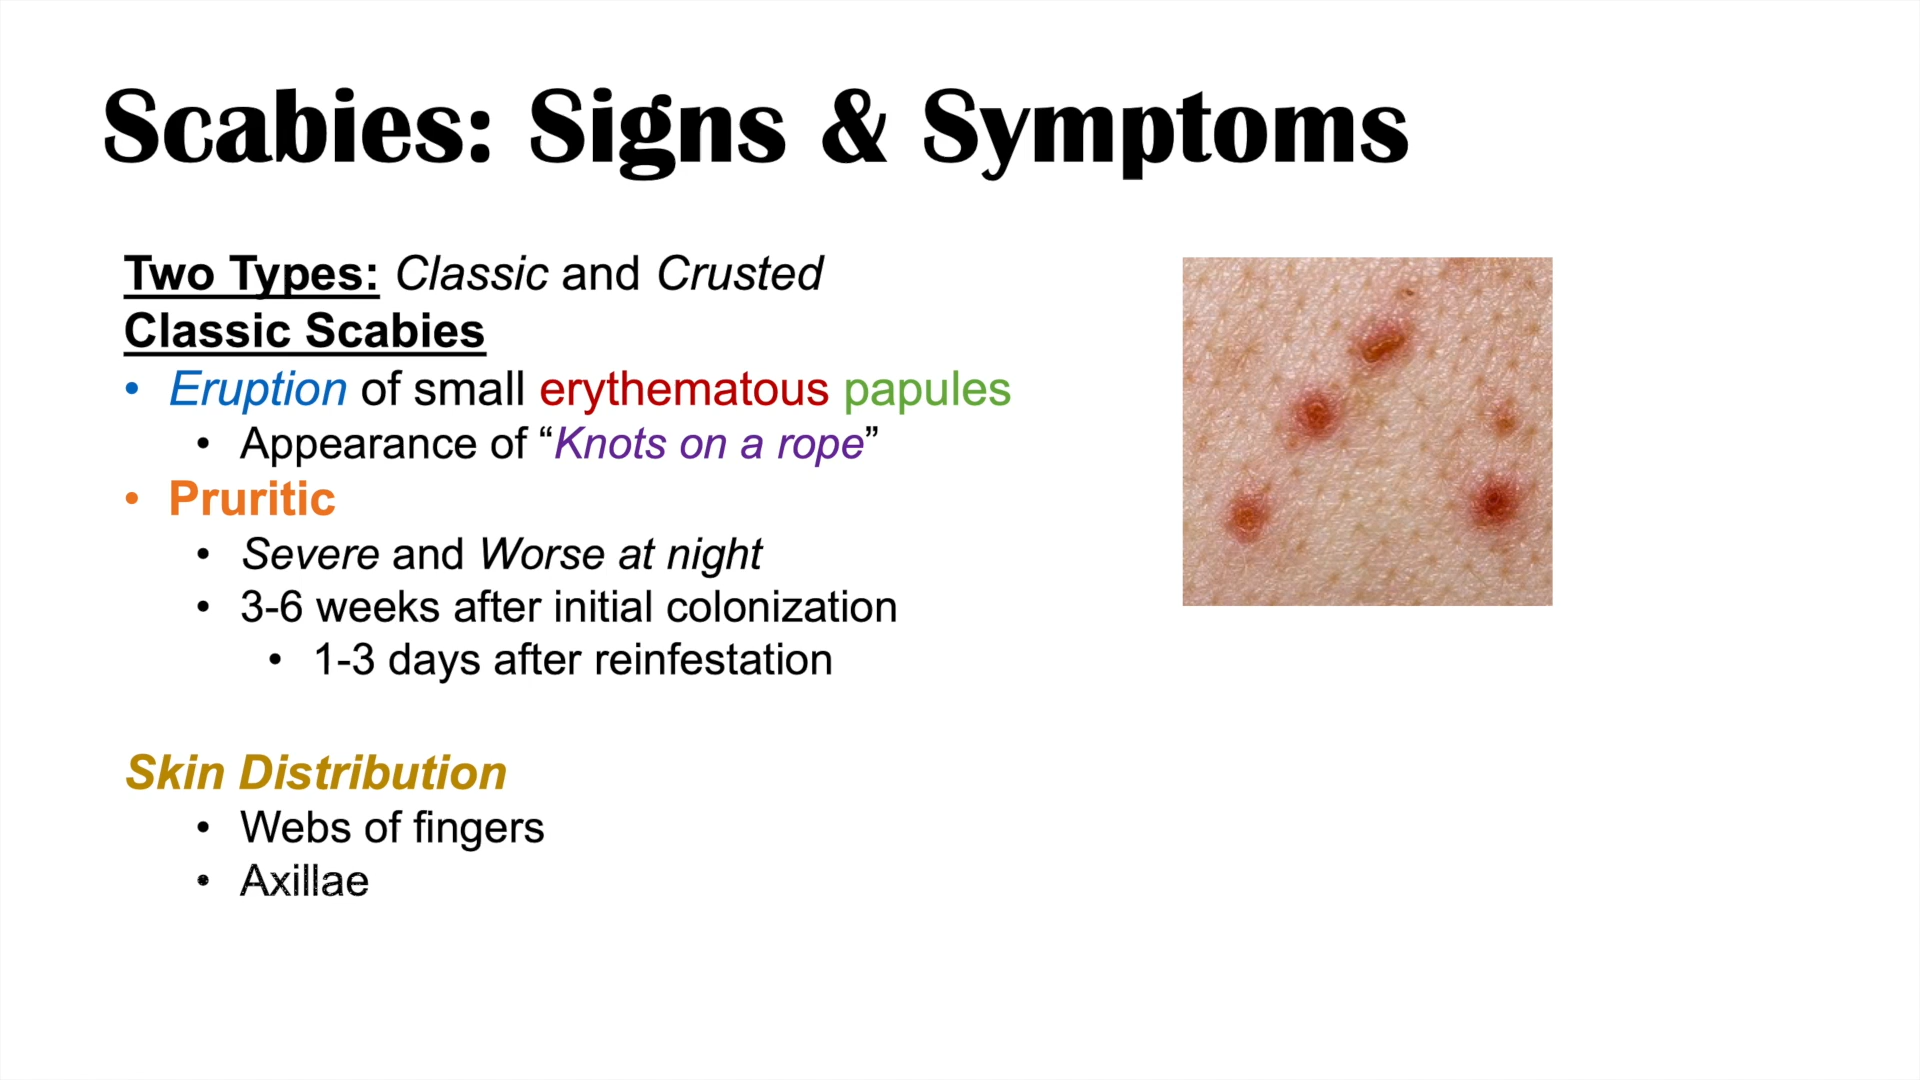 Scabies: Signs & Symptoms
Two Types: Classic and Crusted
Classic Scabies
• Eruption of small erythematous papules
• Appearance of “Knots on a rope”
• Pruritic
• Severe and Worse at night
• 3-6 weeks after initial colonization
• 1-3 days after reinfestation
Skin Distribution
• Webs of fingers
• Axillae